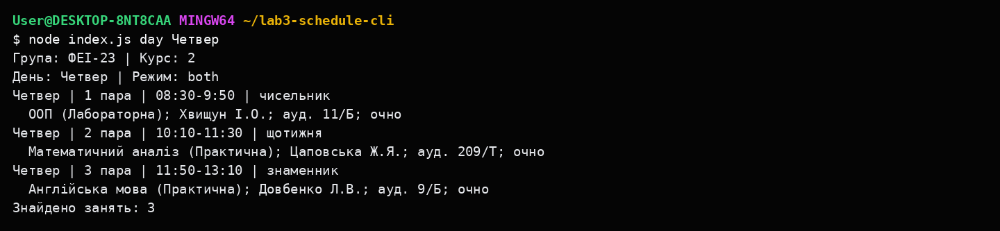 User@DESKTOP-8NT8CAA MINGW64 ~/lab3-schedule-cli
$ node index.js day Четвер
Група: ФЕІ-23 | Курс: 2
День: Четвер | Режим: both
Четвер | 1 пара | 08:30-9:50 | чисельник
  ООП (Лабораторна); Хвищун І.О.; ауд. 11/Б; очно
Четвер | 2 пара | 10:10-11:30 | щотижня
  Математичний аналіз (Практична); Цаповська Ж.Я.; ауд. 209/Т; очно
Четвер | 3 пара | 11:50-13:10 | знаменник
  Англійська мова (Практична); Довбенко Л.В.; ауд. 9/Б; очно
Знайдено занять: 3